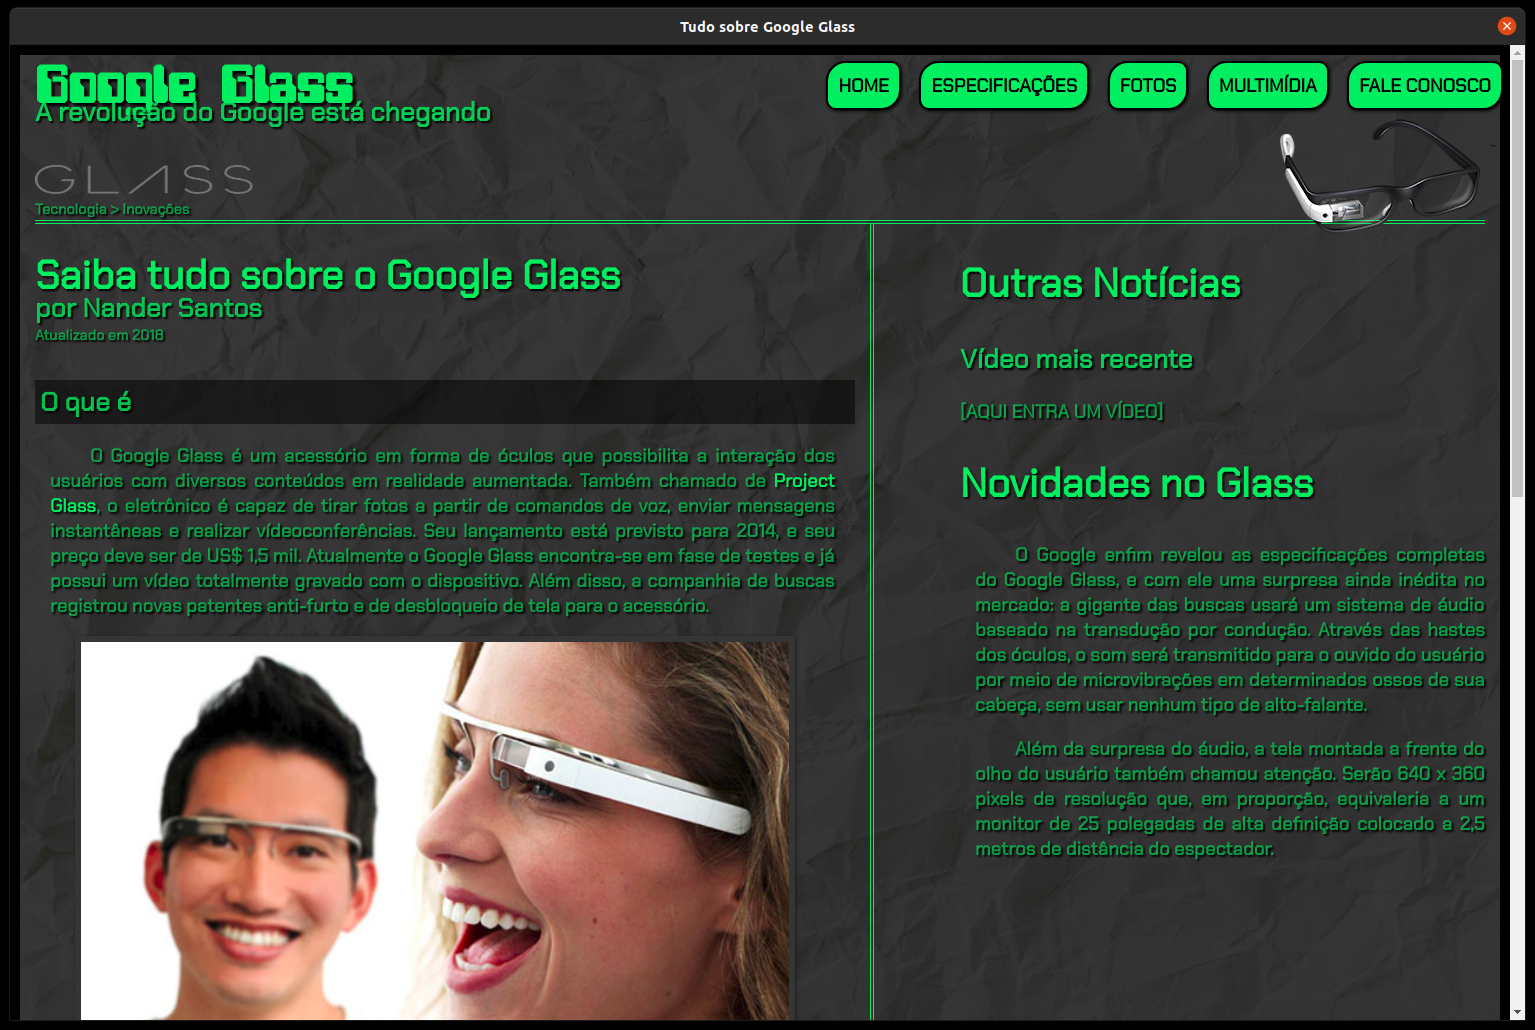 Tudo sobre Google Glass
Google Glass
A revolução do Google está chegando
HOME
ESPECIFICAÇÕES
FOTOS
MULTIMÍDIA
FALE CONOSCO
GLASS
Tecnologia > Inovações
Saiba tudo sobre o Google Glass
por Nander Santos
Atualizado em 2018
O que é
O Google Glass é um acessório em forma de óculos que possibilita a interação dos
usuários com diversos conteúdos em realidade aumentada. Também chamado de Project
Glass, o eletrônico é capaz de tirar fotos a partir de comandos de voz, enviar mensagens
instantâneas e realizar vídeoconferências. Seu lançamento está previsto para 2014, e seu
preço deve ser de US$ 1,5 mil. Atualmente o Google Glass encontra-se em fase de testes e já
possui um vídeo totalmente gravado com o dispositivo. Além disso, a companhia de buscas
registrou novas patentes anti-furto e de desbloqueio de tela para o acessório.
Outras Notícias
Vídeo mais recente
[AQUI ENTRA UM VÍDEO]
Novidades no Glass
O Google enfim revelou as especificações completas
do Google Glass, e com ele uma surpresa ainda inédita no
mercado: a gigante das buscas usará um sistema de áudio
baseado na transdução por condução. Através das hastes
dos óculos, o som será transmitido para o ouvido do usuário
por meio de microvibrações em determinados ossos de sua
cabeça, sem usar nenhum tipo de alto-falante.
Além da surpresa do áudio, a tela montada a frente do
olho do usuário também chamou atenção. Serão 640 x 360
pixels de resolução que, em proporção, equivaleria a um
monitor de 25 polegadas de alta definição colocado a 2,5
metros de distância do espectador.